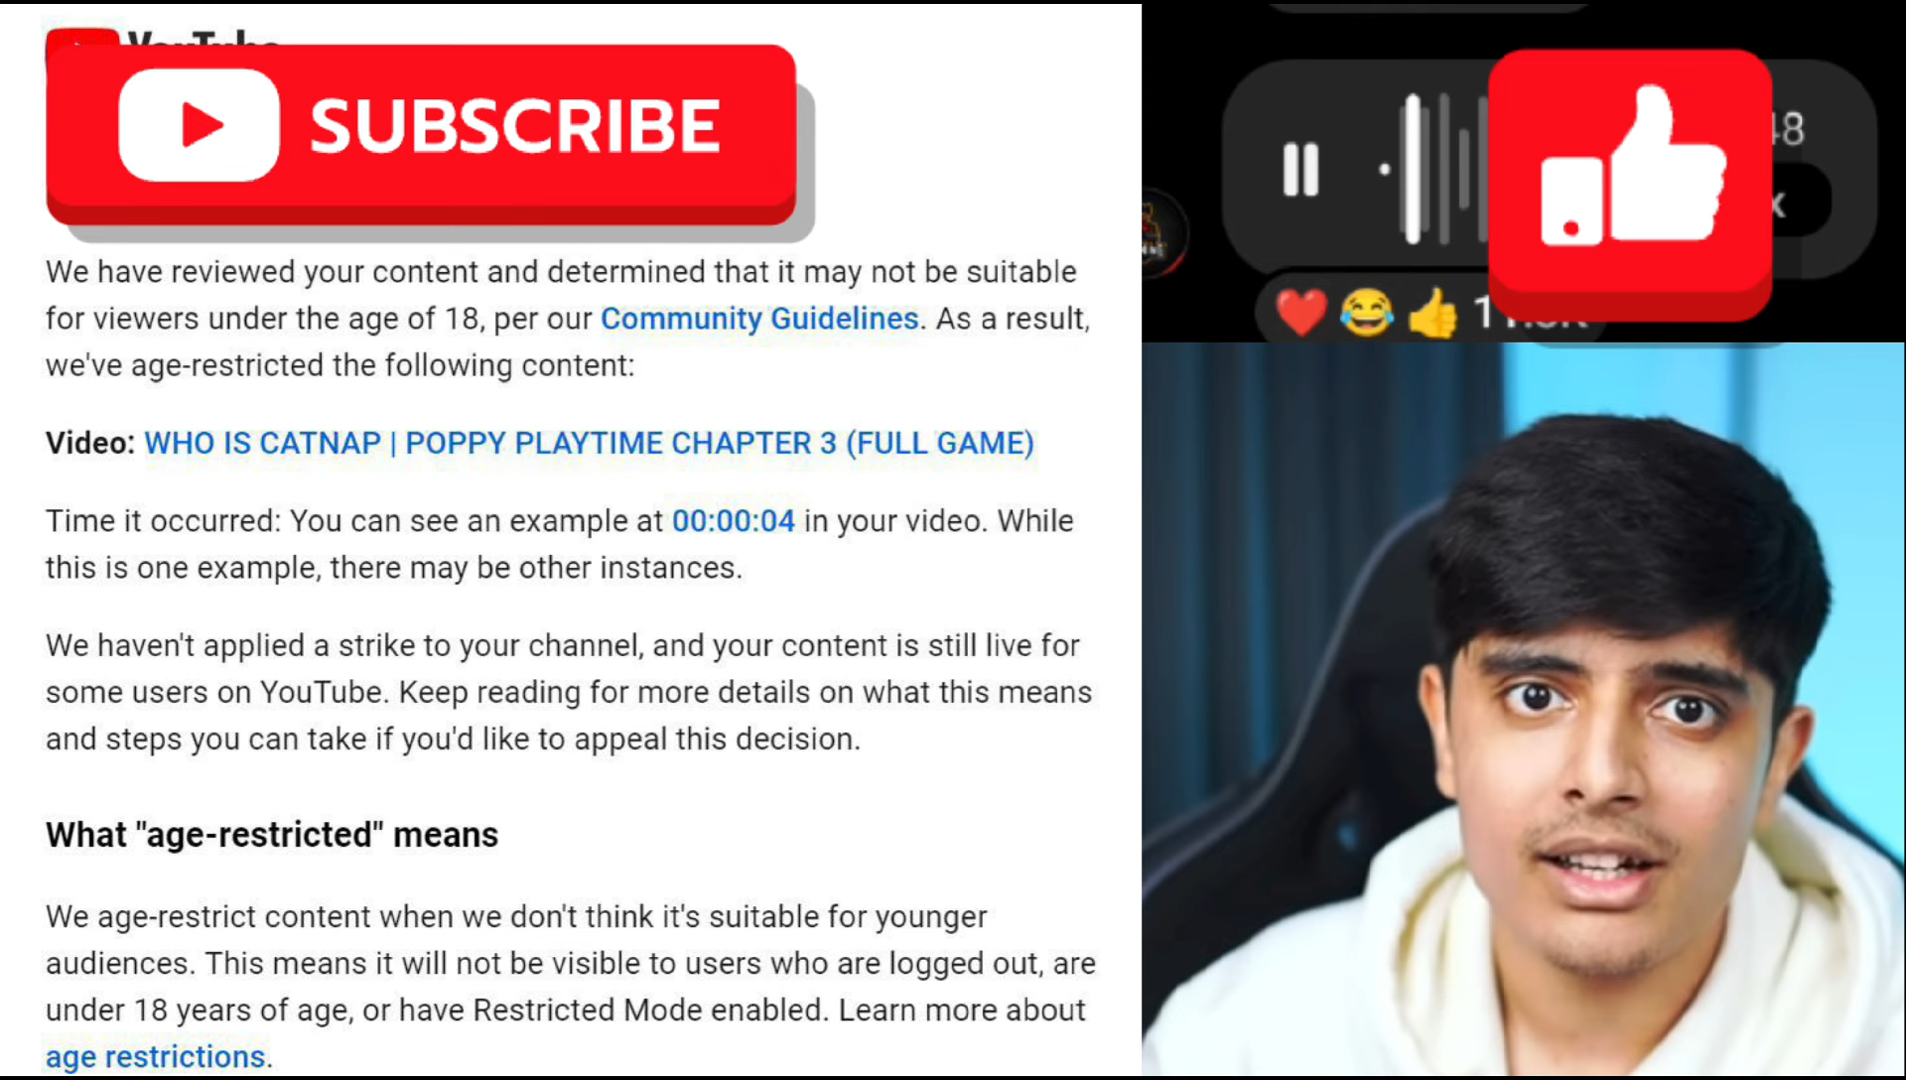 YouTube
SUBSCRIBE
We have reviewed your content and determined that it may not be suitable
for viewers under the age of 18, per our Community Guidelines. As a result,
we've age-restricted the following content:
Video: WHO IS CATNAP | POPPY PLAYTIME CHAPTER 3 (FULL GAME)
Time it occurred: You can see an example at 00:00:04 in your video. While
this is one example, there may be other instances.
We haven't applied a strike to your channel, and your content is still live for
some users on YouTube. Keep reading for more details on what this means
and steps you can take if you'd like to appeal this decision.
What "age-restricted" means
We age-restrict content when we don't think it's suitable for younger
audiences. This means it will not be visible to users who are logged out, are
under 18 years of age, or have Restricted Mode enabled. Learn more about
age restrictions.